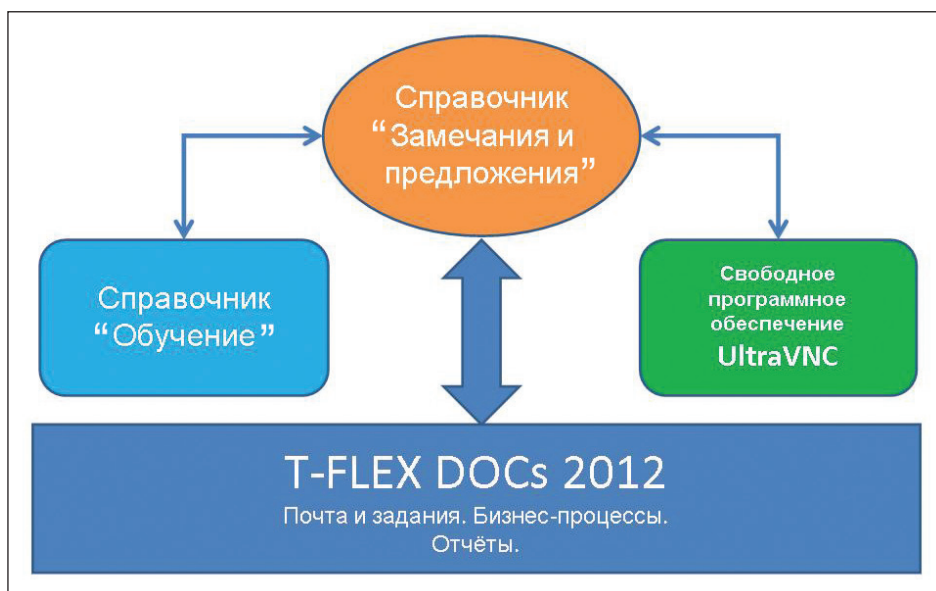 Справочник
“Замечания и
предложения”
Справочник
“Обучение”
Свободное
программное
обеспечение
UltraVNC
T-FLEX DOCs 2012
Почта и задания. Бизнес-процессы.
Отчёты.